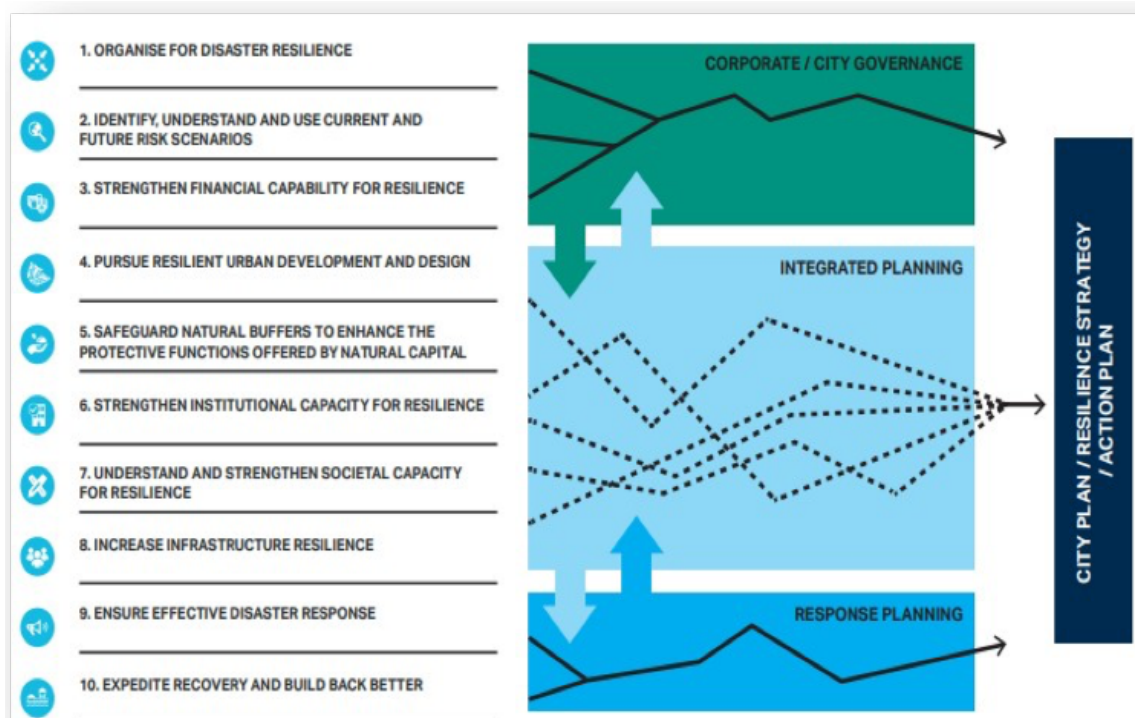 1. ORGANISE FOR DISASTER RESILIENCE
2. IDENTIFY, UNDERSTAND AND USE CURRENT AND
FUTURE RISK SCENARIOS
3. STRENGTHEN FINANCIAL CAPABILITY FOR RESILIENCE
4. PURSUE RESILIENT URBAN DEVELOPMENT AND DESIGN
5. SAFEGUARD NATURAL BUFFERS TO ENHANCE THE
PROTECTIVE FUNCTIONS OFFERED BY NATURAL CAPITAL
6. STRENGTHEN INSTITUTIONAL CAPACITY FOR RESILIENCE
7. UNDERSTAND AND STRENGTHEN SOCIETAL CAPACITY
FOR RESILIENCE
8. INCREASE INFRASTRUCTURE RESILIENCE
9. ENSURE EFFECTIVE DISASTER RESPONSE
10. EXPEDITE RECOVERY AND BUILD BACK BETTER
CORPORATE / CITY GOVERNANCE
INTEGRATED PLANNING
RESPONSE PLANNING
CITY PLAN / RESILIENCE STRATEGY
/ ACTION PLAN